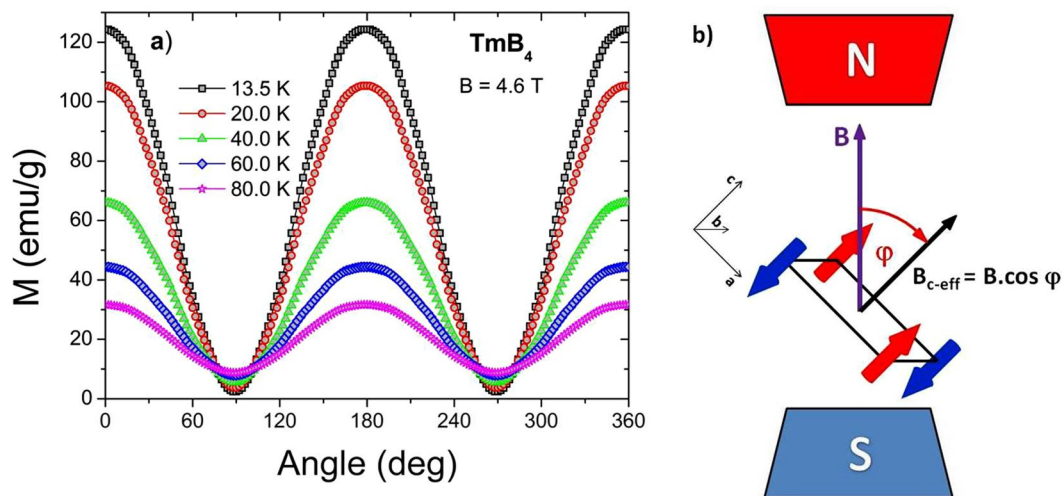 a)
TmB₄
B = 4.6 T
13.5 K
20.0 K
40.0 K
60.0 K
80.0 K
M (emu/g)
120
100
80
60
40
20
0
0 60 120 180 240 300 360
Angle (deg)
b)
N
B
c
b
a
φ
B_c-eff = B.cos φ
S